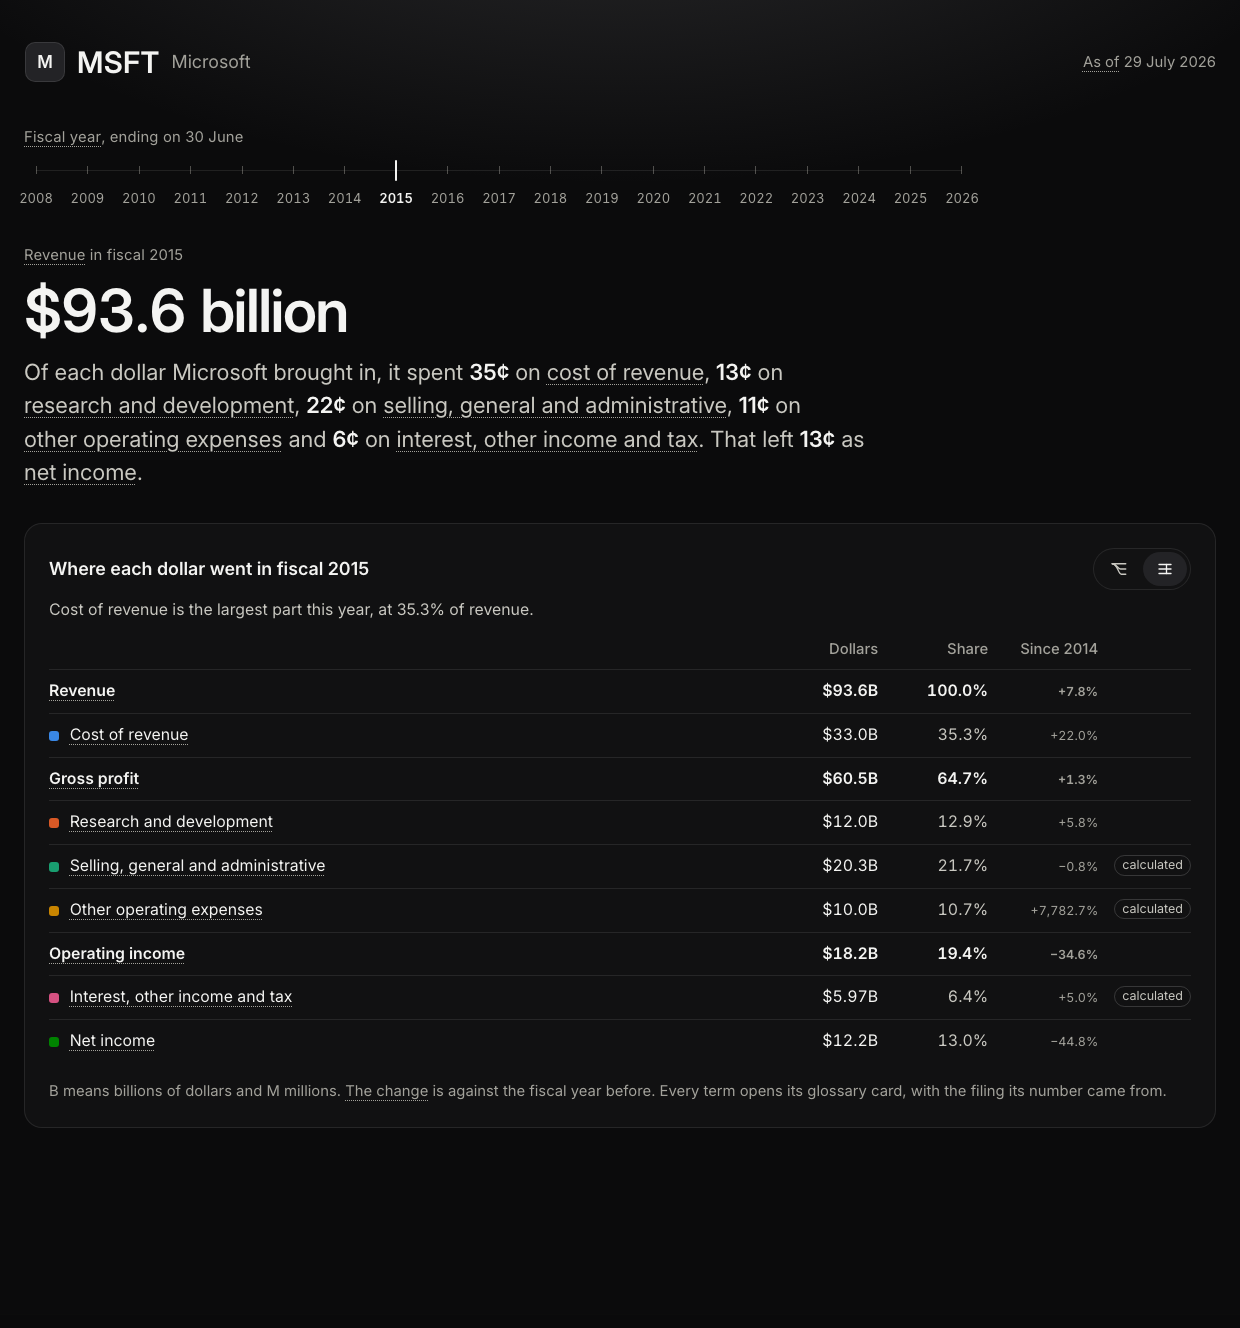 M MSFT Microsoft
As of 29 July 2026
Fiscal year, ending on 30 June
2008 2009 2010 2011 2012 2013 2014 2015 2016 2017 2018 2019 2020 2021 2022 2023 2024 2025 2026
Revenue in fiscal 2015
$93.6 billion
Of each dollar Microsoft brought in, it spent 35¢ on cost of revenue, 13¢ on
research and development, 22¢ on selling, general and administrative, 11¢ on
other operating expenses and 6¢ on interest, other income and tax. That left 13¢ as
net income.
Where each dollar went in fiscal 2015
Cost of revenue is the largest part this year, at 35.3% of revenue.
Dollars Share Since 2014
Revenue $93.6B 100.0% +7.8%
Cost of revenue $33.0B 35.3% +22.0%
Gross profit $60.5B 64.7% +1.3%
Research and development $12.0B 12.9% +5.8%
Selling, general and administrative $20.3B 21.7% −0.8% calculated
Other operating expenses $10.0B 10.7% +7,782.7% calculated
Operating income $18.2B 19.4% −34.6%
Interest, other income and tax $5.97B 6.4% +5.0% calculated
Net income $12.2B 13.0% −44.8%
B means billions of dollars and M millions. The change is against the fiscal year before. Every term opens its glossary card, with the filing its number came from.